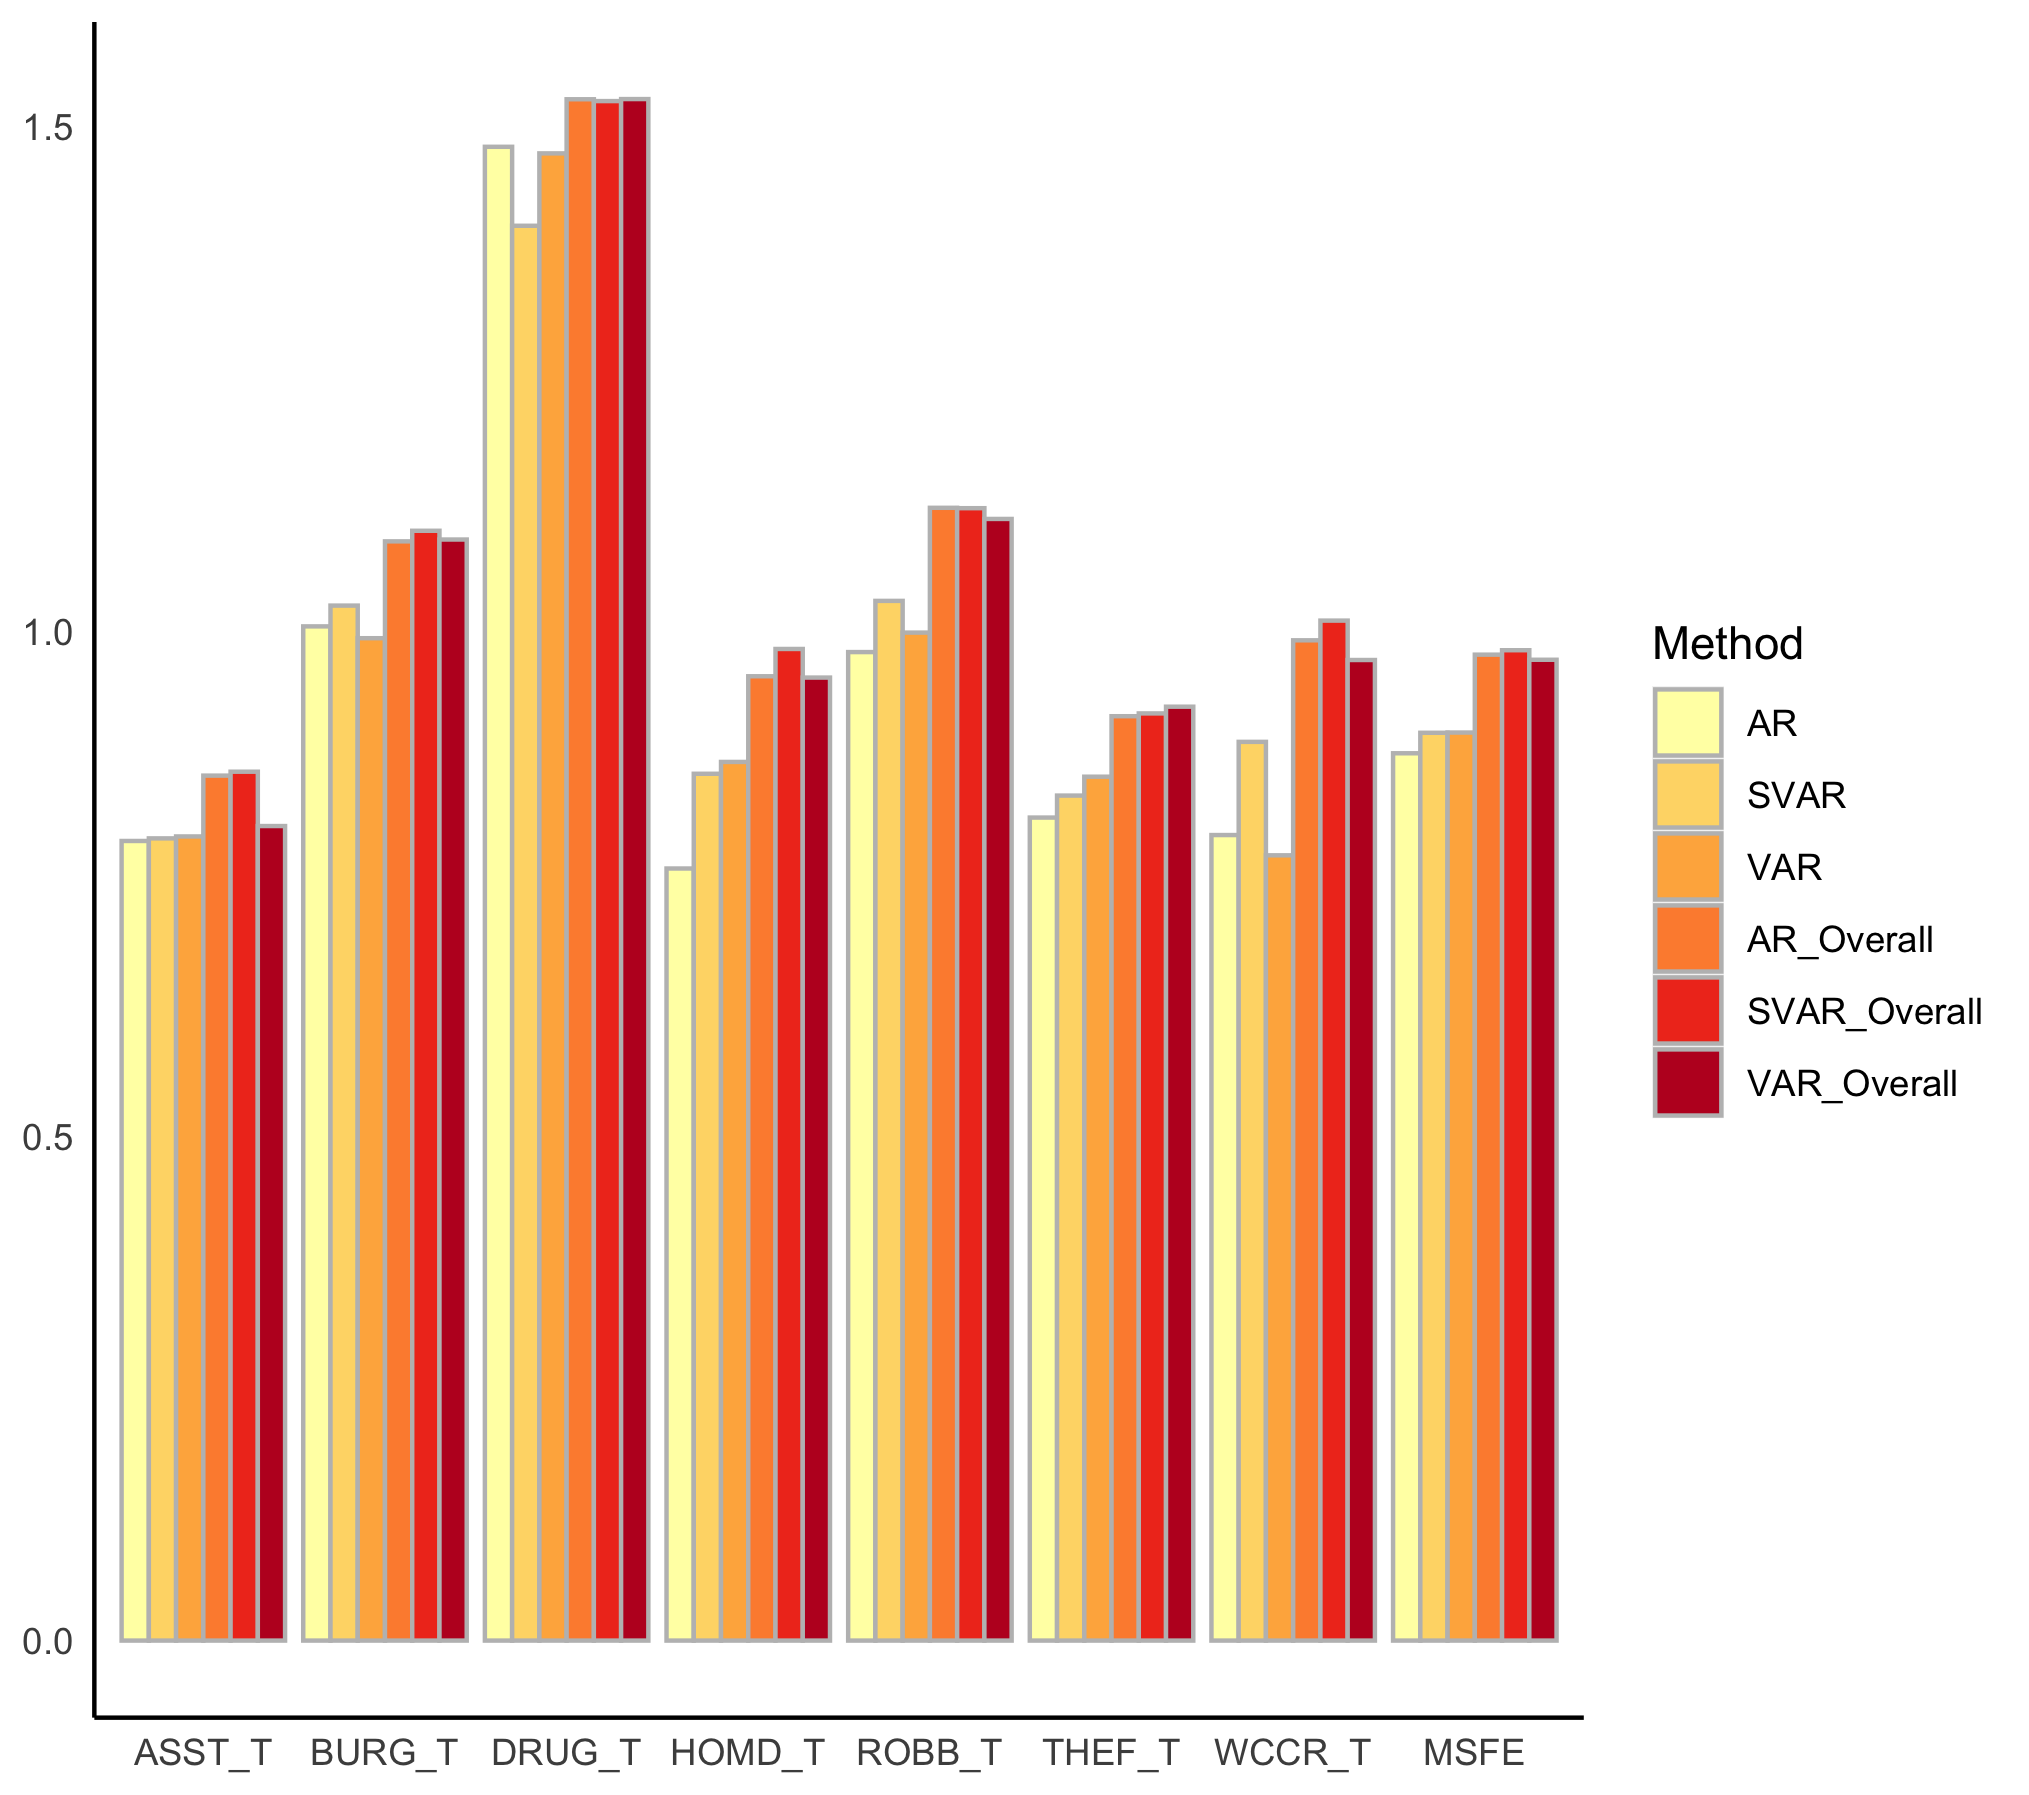 1.5
1.0
0.5
0.0
ASST_T BURG_T DRUG_T HOMD_T ROBB_T THEF_T WCCR_T MSFE
Method
AR
SVAR
VAR
AR_Overall
SVAR_Overall
VAR_Overall